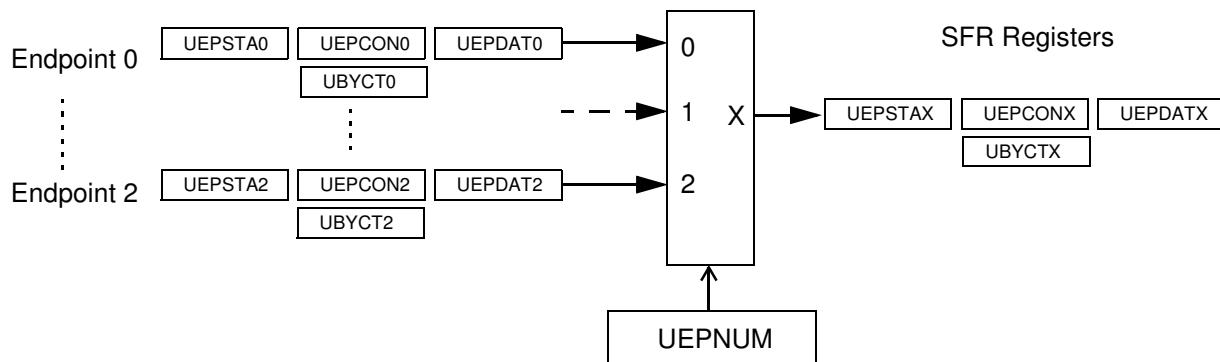 Endpoint 0 UEPSTA0 UEPCON0 UEPDAT0 0 SFR Registers
UBYCT0
1 X UEPSTAX UEPCONX UEPDATX
UBYCTX
Endpoint 2 UEPSTA2 UEPCON2 UEPDAT2 2
UBYCT2
UEPNUM